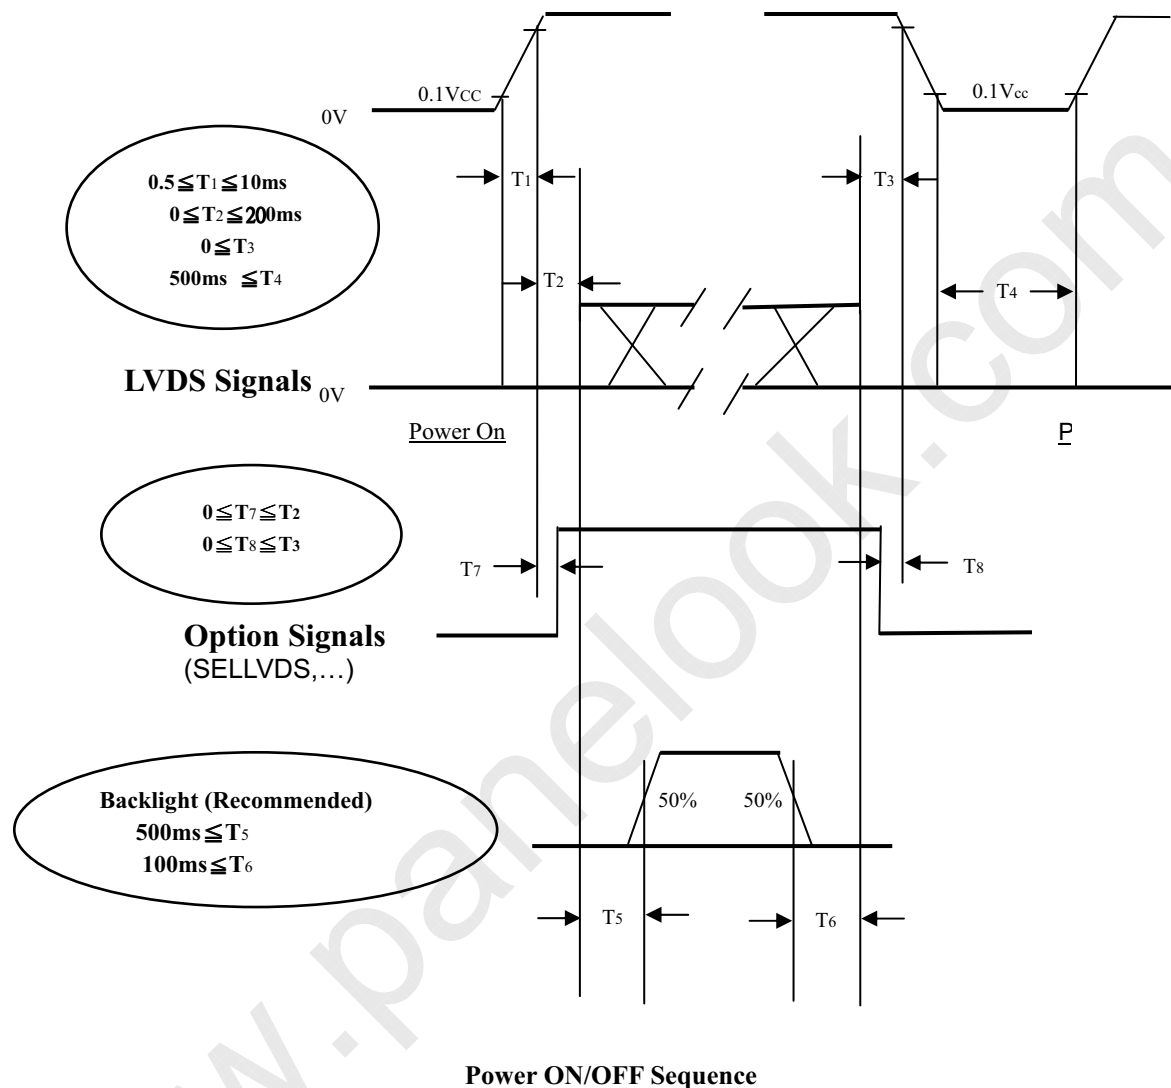 0.1VCC
0.1Vcc
0V
0.5≦T1≦10ms
0≦T2≦200ms
0≦T3
500ms ≦T4
T1
T3
T2
T4
LVDS Signals 0V
Power On
P
0≦T7≦T2
0≦T8≦T3
T7
T8
Option Signals
(SELLVDS,…)
Backlight (Recommended)
500ms≦T5
100ms≦T6
50%
50%
T5
T6
Power ON/OFF Sequence
w.panelook.com